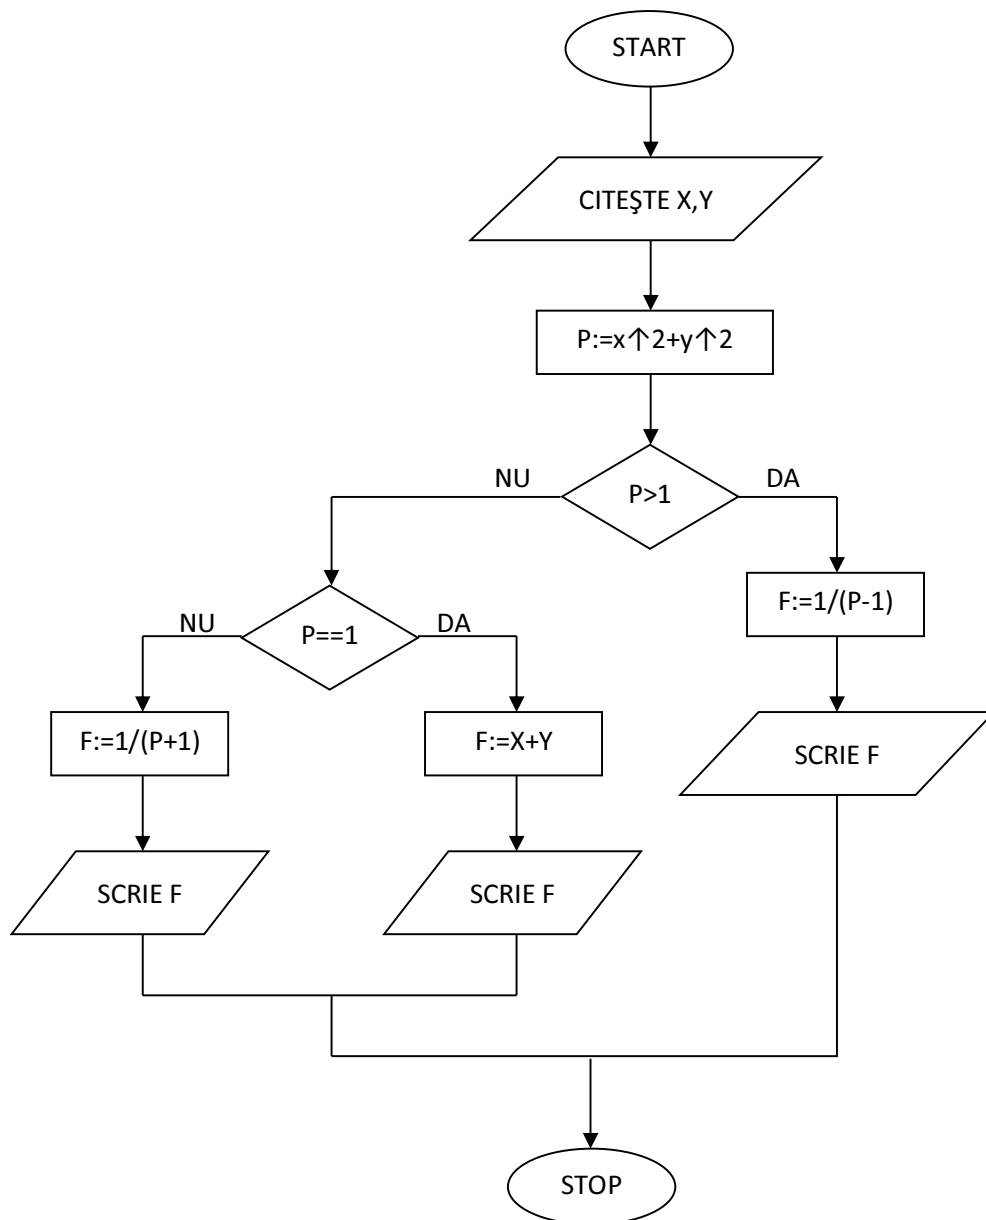 START
CITEŞTE X,Y
P:=x↑2+y↑2
NU
DA
P>1
F:=1/(P-1)
NU
DA
P==1
F:=1/(P+1)
F:=X+Y
SCRIE F
SCRIE F
SCRIE F
STOP